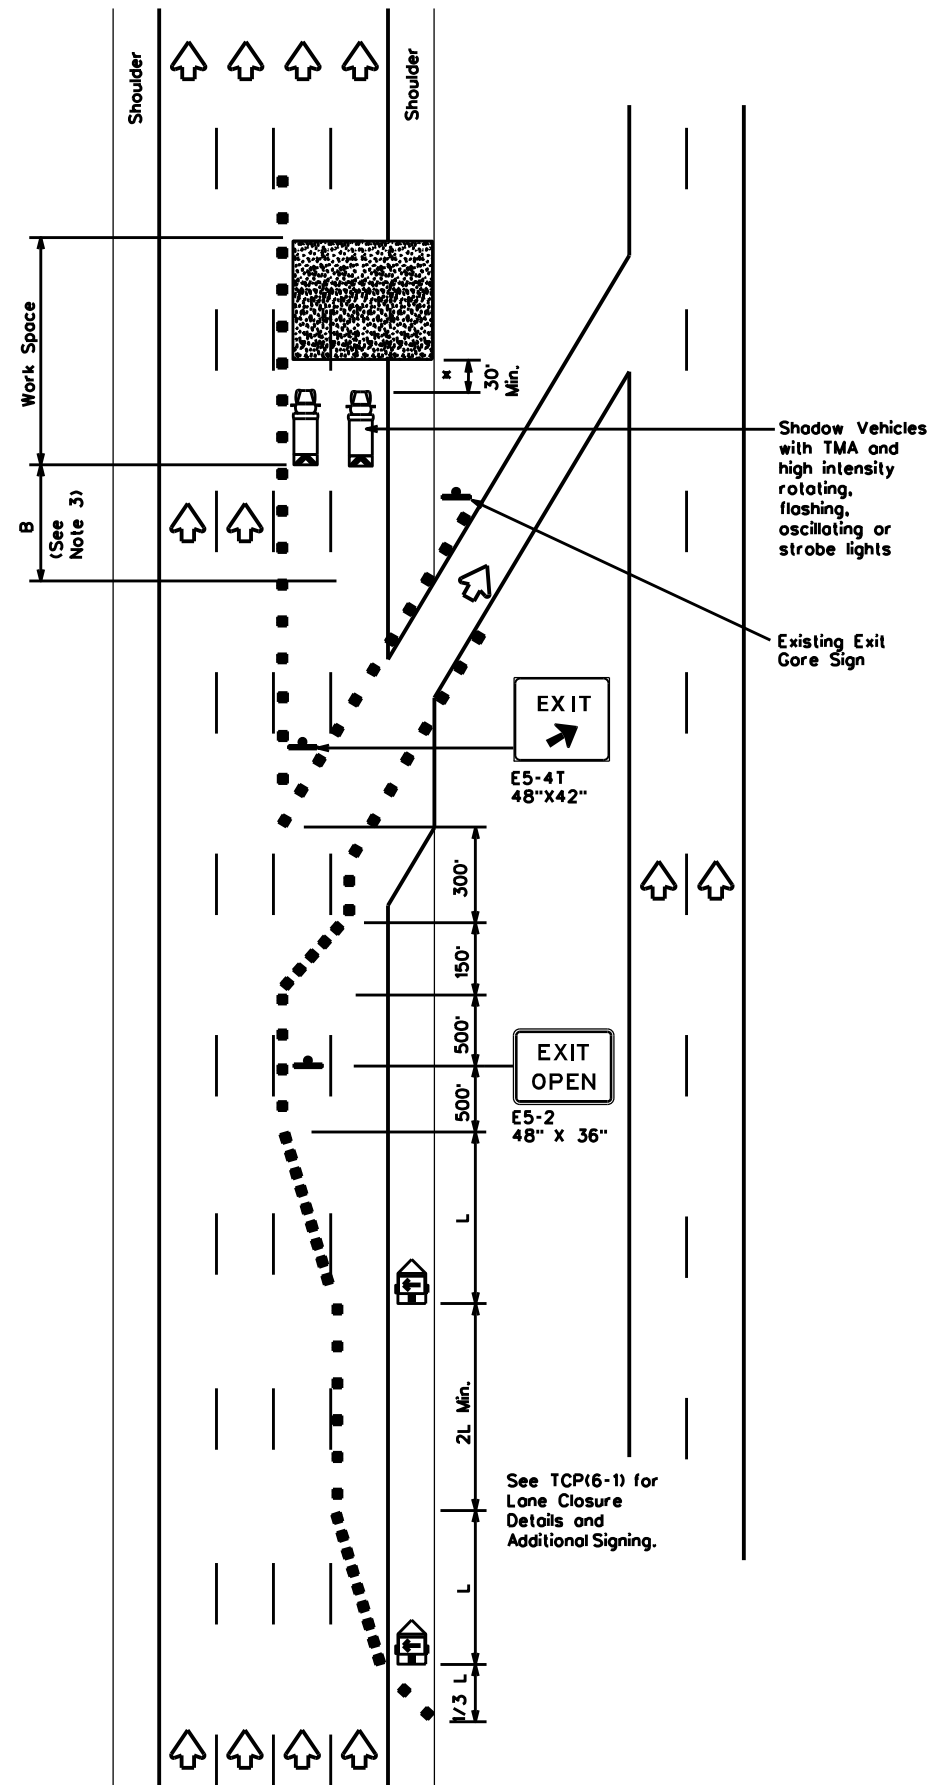 Shoulder
Shoulder
Work Space
x
30'
Min.
B
(See
Note 3)
Shadow Vehicles
with TMA and
high intensity
rotating,
flashing,
oscillating or
strobe lights
Existing Exit
Gore Sign
EXIT
E5-4T
48"X42"
300'
150'
500'
EXIT
OPEN
500'
E5-2
48" X 36"
L
2L Min.
See TCP(6-1) for
Lane Closure
Details and
Additional Signing.
L
1/3 L